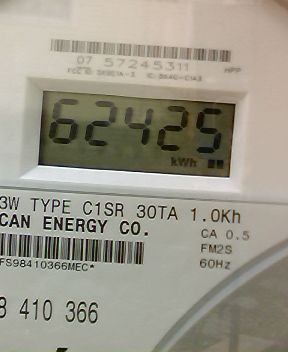 07 57245311
HPP
62425
kWh
3W TYPE C1SR 30TA 1.0Kh
CAN ENERGY CO.
CA 0.5
FM2S
60Hz
FS98410366MEC*
8 410 366